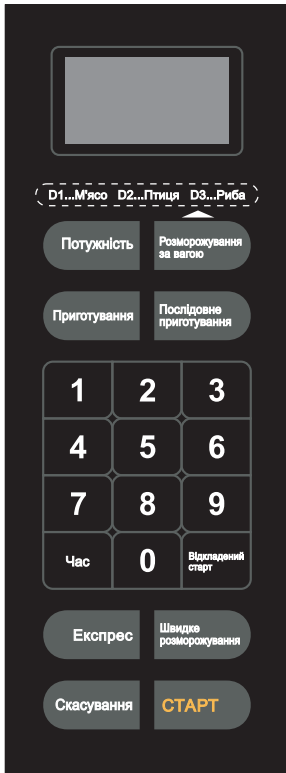 D1...М'ясо D2...Птиця D3...Риба
Потужність
Розморожування
за вагою
Приготування
Послідовне
приготування
1 2 3
4 5 6
7 8 9
Час 0 Відкладений
старт
Експрес
Швидке
розморожування
Скасування СТАРТ